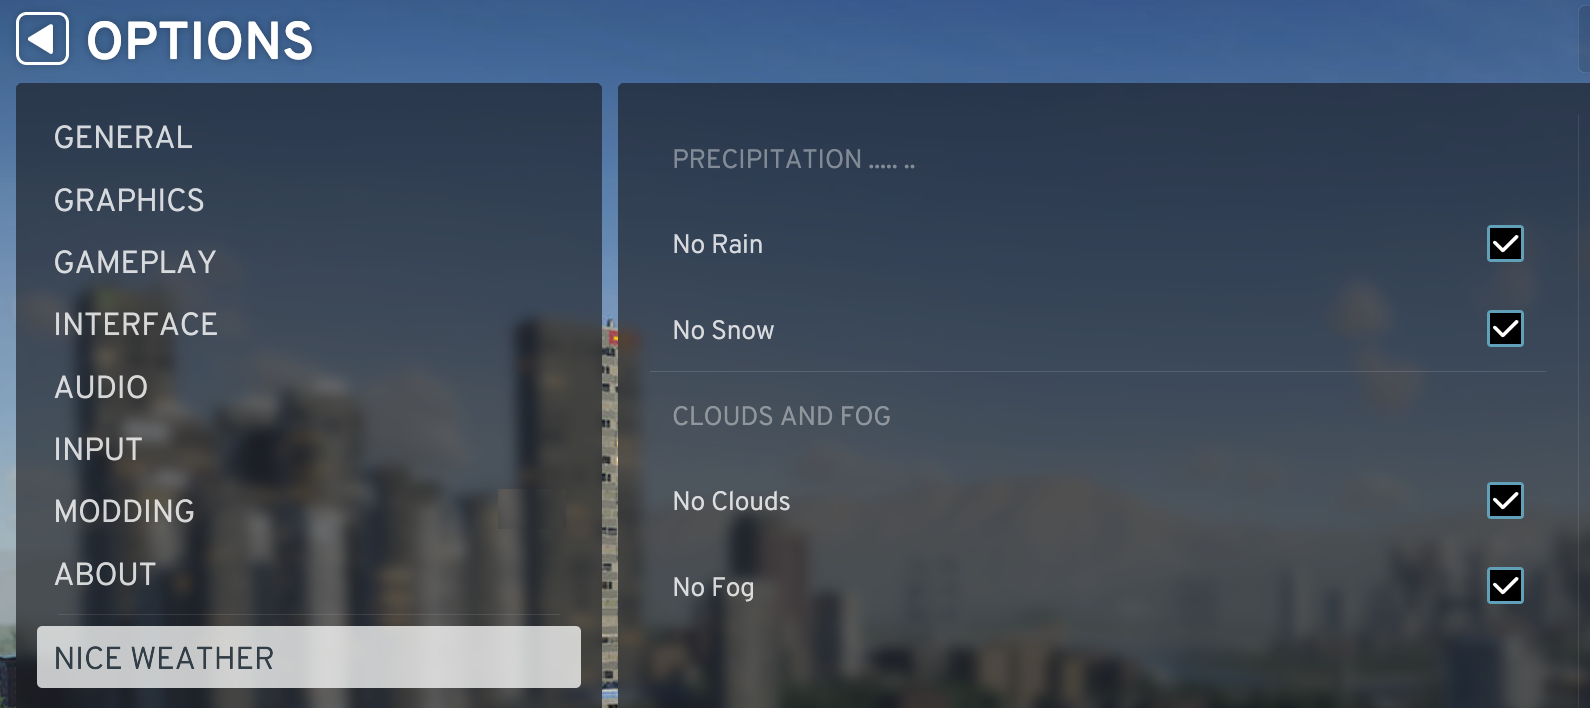 OPTIONS
GENERAL
GRAPHICS
GAMEPLAY
INTERFACE
AUDIO
INPUT
MODDING
ABOUT
NICE WEATHER
PRECIPITATION ..... ..
No Rain
No Snow
CLOUDS AND FOG
No Clouds
No Fog